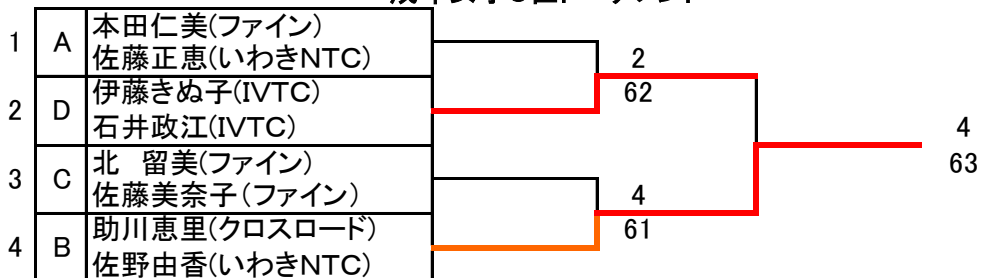 1 A 本田仁美(ファイン)
佐藤正恵(いわきNTC)
2
62
2 D 伊藤きぬ子(IVTC)
石井政江(IVTC)
4
63
3 C 北　留美(ファイン)
佐藤美奈子(ファイン)
4
61
4 B 助川恵里(クロスロード)
佐野由香(いわきNTC)